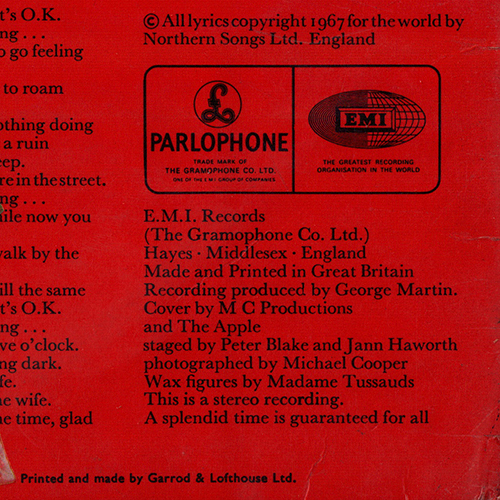 t's O.K.
ng . . .
o go feeling
to roam
othing doing
a ruin
eep.
re in the street.
ng . . .
hile now you
walk by the
till the same
t's O.K.
ng . . .
ve o'clock.
ng dark.
fe.
he wife.
he time, glad
© All lyrics copyright 1967 for the world by
Northern Songs Ltd. England
£
PARLOPHONE
TRADE MARK OF
THE GRAMOPHONE CO. LTD.
ONE OF THE E M I GROUP OF COMPANIES
EMI
THE GREATEST RECORDING
ORGANISATION IN THE WORLD
E.M.I. Records
(The Gramophone Co. Ltd.)
Hayes · Middlesex · England
Made and Printed in Great Britain
Recording produced by George Martin.
Cover by M C Productions
and The Apple
staged by Peter Blake and Jann Haworth
photographed by Michael Cooper
Wax figures by Madame Tussauds
This is a stereo recording.
A splendid time is guaranteed for all
Printed and made by Garrod & Lofthouse Ltd.